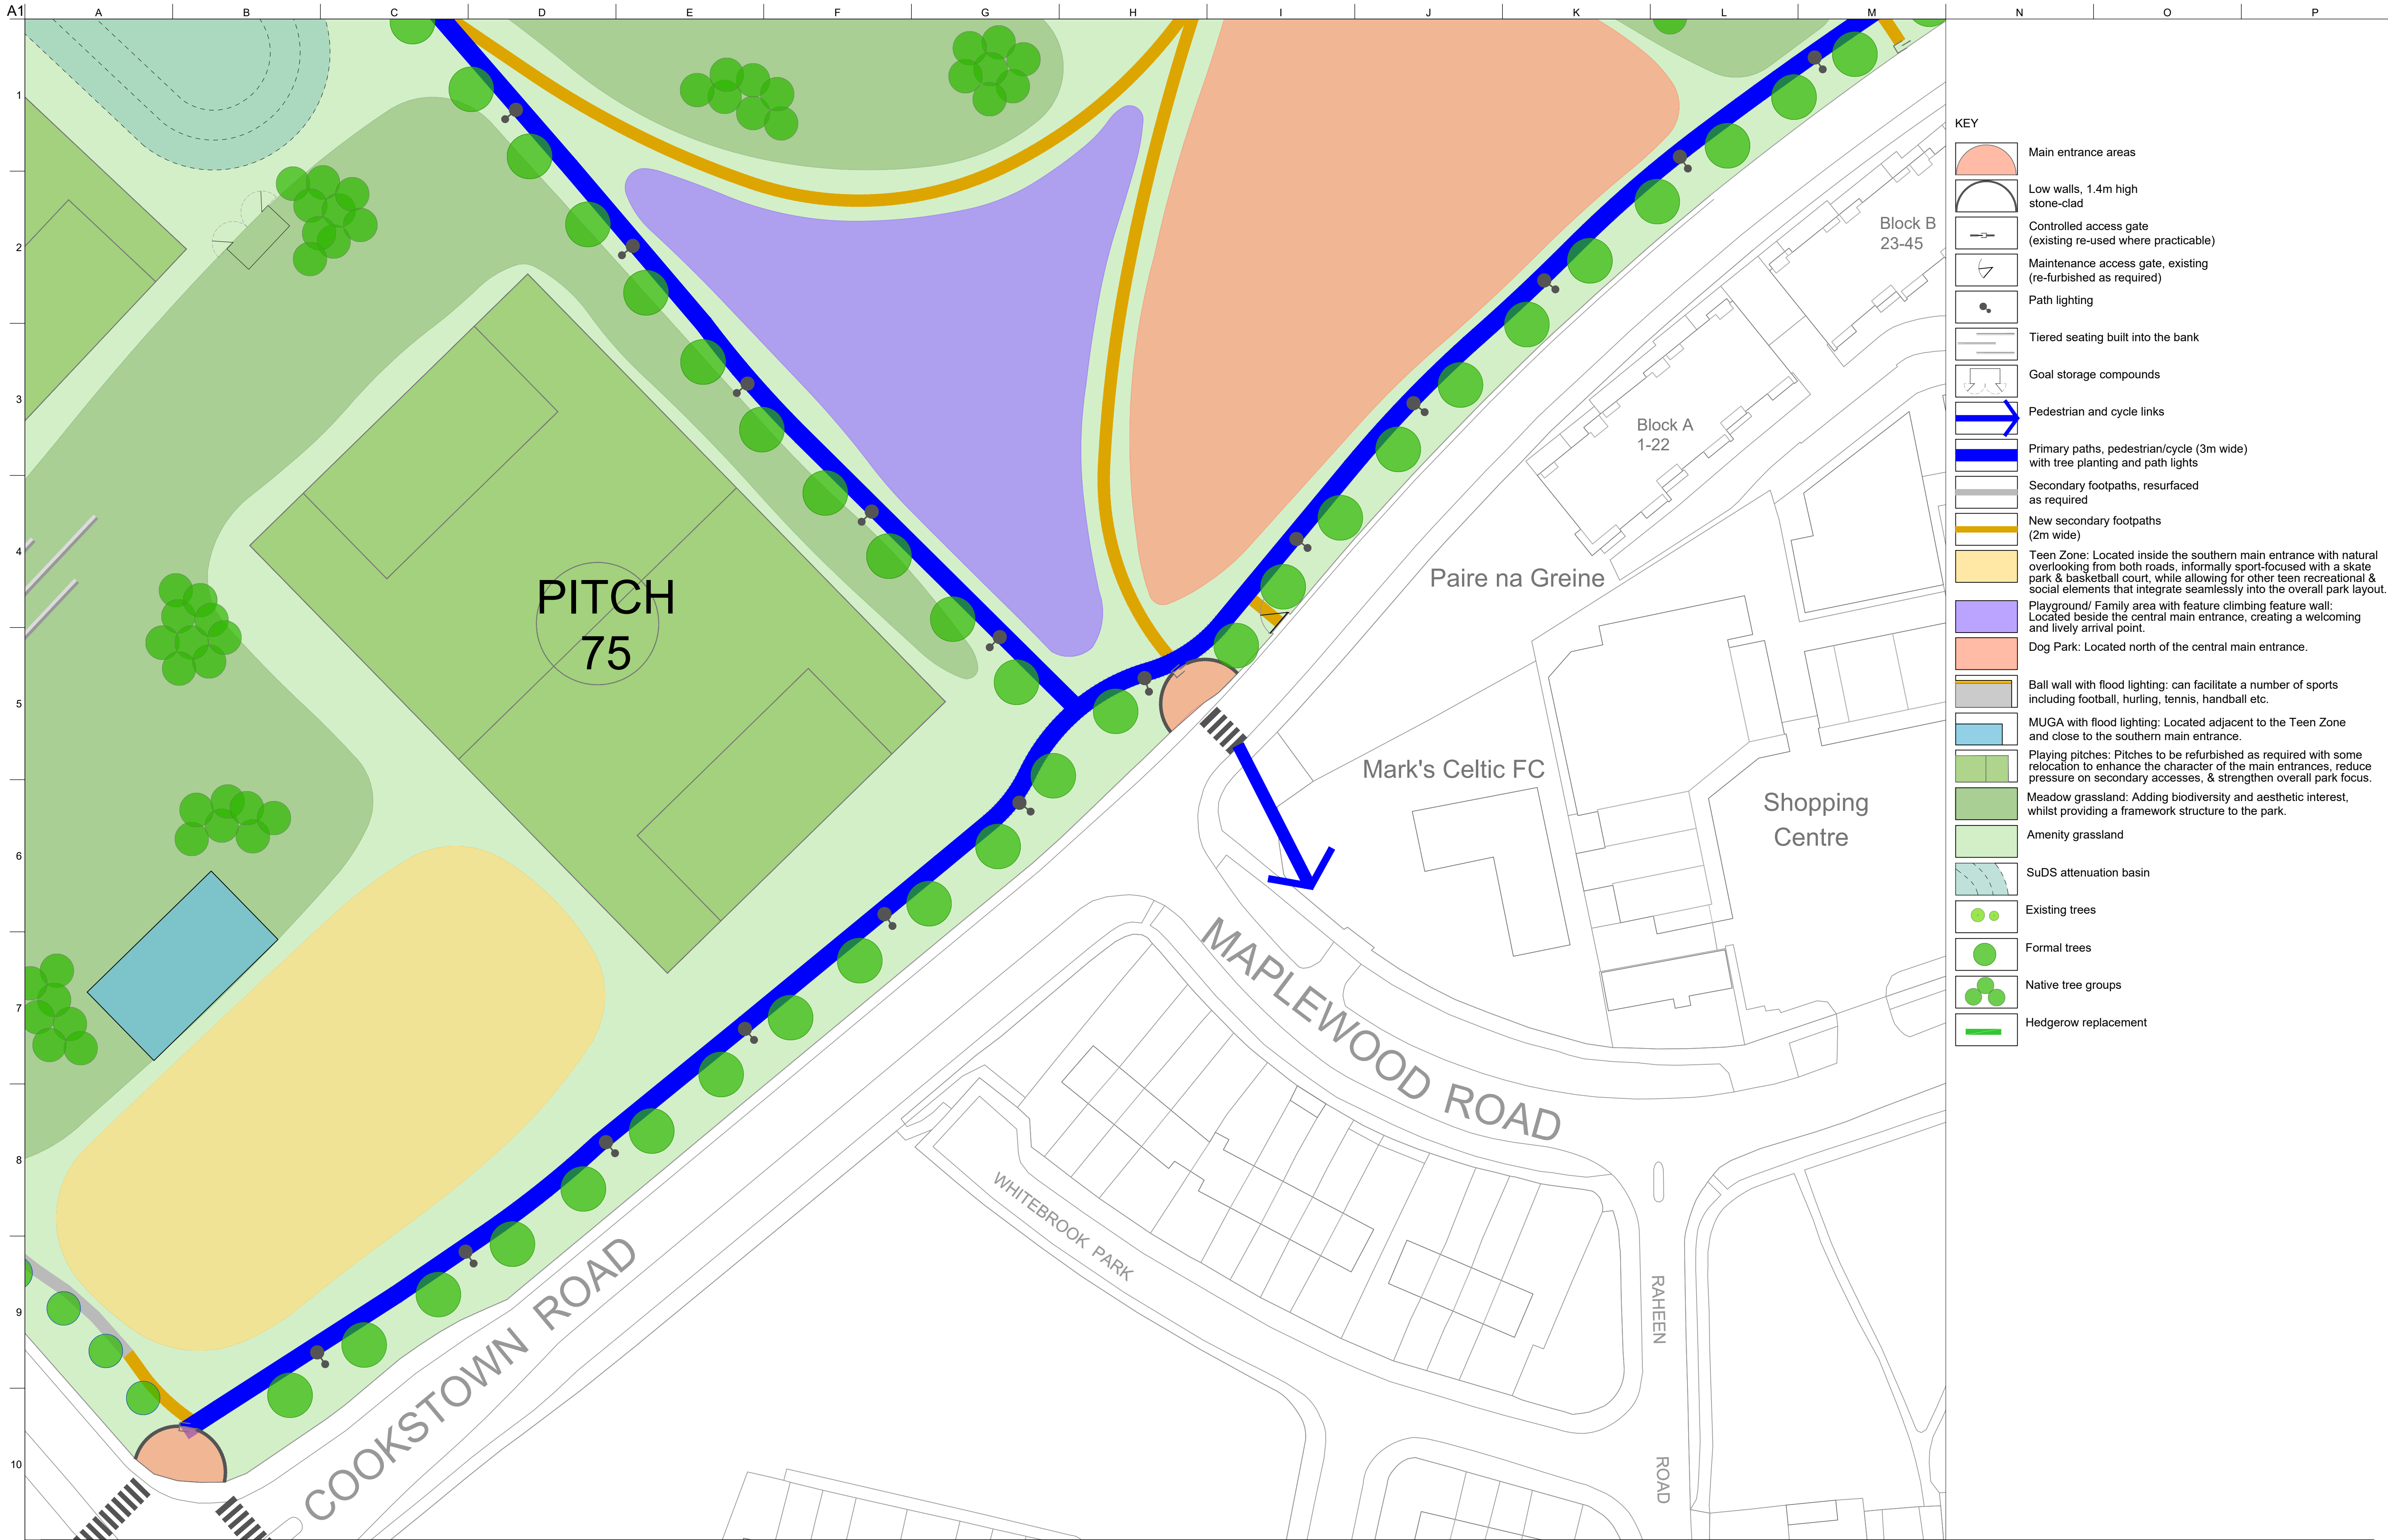 A1
A B C D E F G H I J K L M N O P
1
2
3
4
5
6
7
8
9
10
PITCH
75
Block B
23-45
Block A
1-22
Paire na Greine
Mark's Celtic FC
Shopping
Centre
MAPLEWOOD ROAD
WHITEBROOK PARK
COOKSTOWN ROAD
RAHEEN
ROAD
KEY
Main entrance areas
Low walls, 1.4m high
stone-clad
Controlled access gate
(existing re-used where practicable)
Maintenance access gate, existing
(re-furbished as required)
Path lighting
Tiered seating built into the bank
Goal storage compounds
Pedestrian and cycle links
Primary paths, pedestrian/cycle (3m wide)
with tree planting and path lights
Secondary footpaths, resurfaced
as required
New secondary footpaths
(2m wide)
Teen Zone: Located inside the southern main entrance with natural
overlooking from both roads, informally sport-focused with a skate
park & basketball court, while allowing for other teen recreational &
social elements that integrate seamlessly into the overall park layout.
Playground/ Family area with feature climbing feature wall:
Located beside the central main entrance, creating a welcoming
and lively arrival point.
Dog Park: Located north of the central main entrance.
Ball wall with flood lighting: can facilitate a number of sports
including football, hurling, tennis, handball etc.
MUGA with flood lighting: Located adjacent to the Teen Zone
and close to the southern main entrance.
Playing pitches: Pitches to be refurbished as required with some
relocation to enhance the character of the main entrances, reduce
pressure on secondary accesses, & strengthen overall park focus.
Meadow grassland: Adding biodiversity and aesthetic interest,
whilst providing a framework structure to the park.
Amenity grassland
SuDS attenuation basin
Existing trees
Formal trees
Native tree groups
Hedgerow replacement